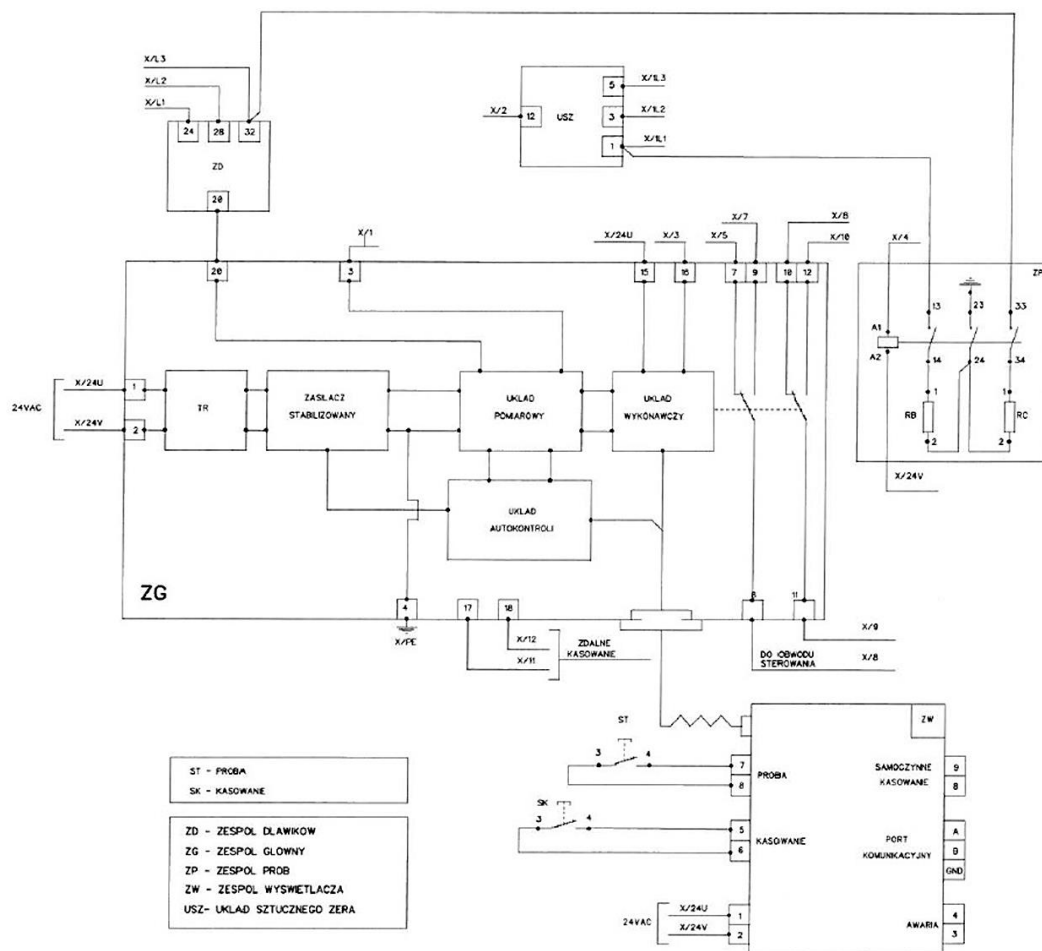 X/L3
X/L2
X/L1
24 28 32
ZD
20
X/2
12
USZ
5 X/1L3
3 X/1L2
1 X/1L1
X/1
X/24U
X/3
X/5
X/7
X/10
X/4
20 3 15 16 7 9 10 12
ZP
13 23 33
A1
A2
14 24 34
1 1
RB RC
2 2
X/24V
24VAC
X/24U
1
X/24V
2
TR
ZASILACZ
STABILIZOWANY
UKLAD
POMIAROWY
UKLAD
WYKONAWCZY
UKLAD
AUTOKONTROLI
ZG
4
X/PE
17 18
X/12
X/11
ZDALNE
KASOWANIE
11
X/9
DO OBWODU
STEROWANIA
X/8
ZW
ST
3 4
7
8
PROBA
SAMOCZYNNE
KASOWANIE
9
8
SK
3 4
5
6
KASOWANIE
PORT
KOMUNIKACYJNY
A
B
GND
24VAC
X/24U
1
X/24V
2
AWARIA
4
3
ST - PROBA
SK - KASOWANIE
ZD - ZESPOL DLAWIKOW
ZG - ZESPOL GLOWNY
ZP - ZESPOL PROB
ZW - ZESPOL WYSWIETLACZA
USZ- UKLAD SZTUCZNEGO ZERA